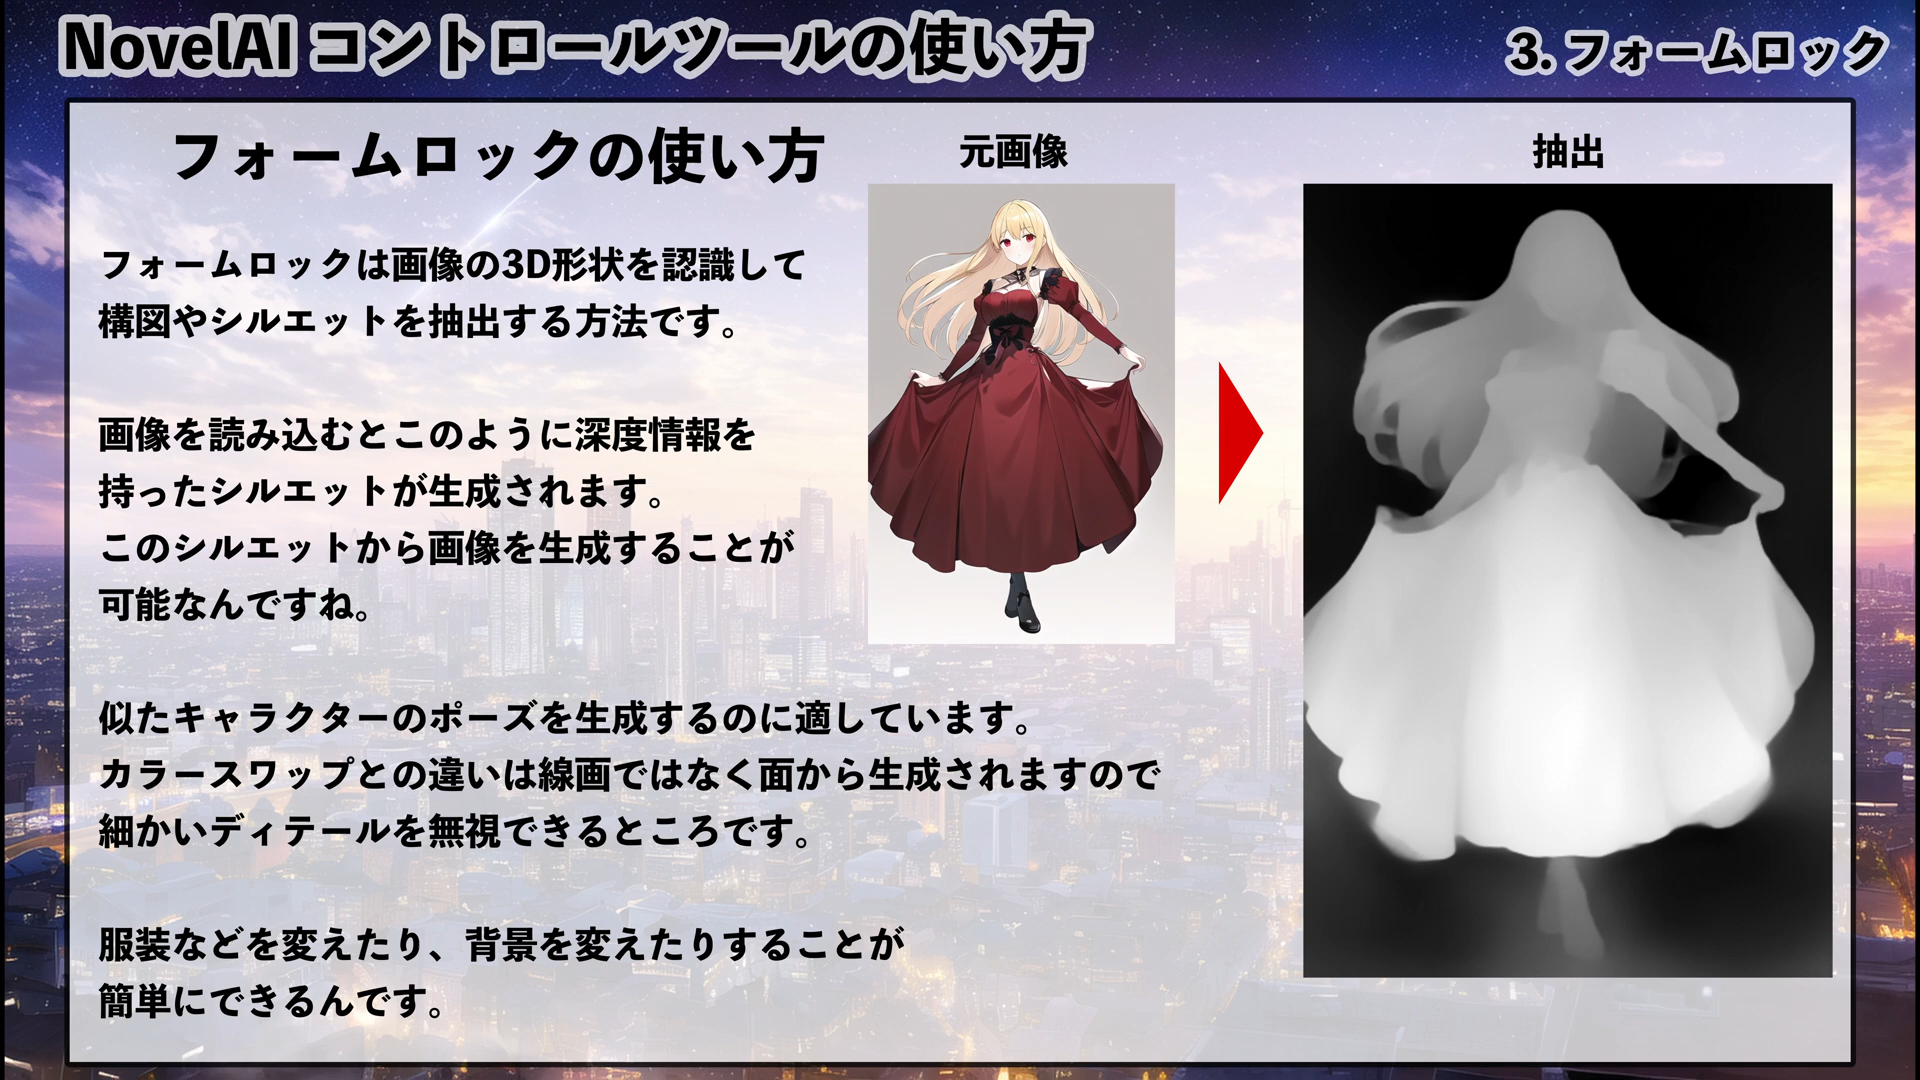 NovelAI コントロールツールの使い方
3. フォームロック
フォームロックの使い方
フォームロックは画像の3D形状を認識して
構図やシルエットを抽出する方法です。
画像を読み込むとこのように深度情報を
持ったシルエットが生成されます。
このシルエットから画像を生成することが
可能なんですね。
似たキャラクターのポーズを生成するのに適しています。
カラースワップとの違いは線画ではなく面から生成されますので
細かいディテールを無視できるところです。
服装などを変えたり、背景を変えたりすることが
簡単にできるんです。
元画像
抽出